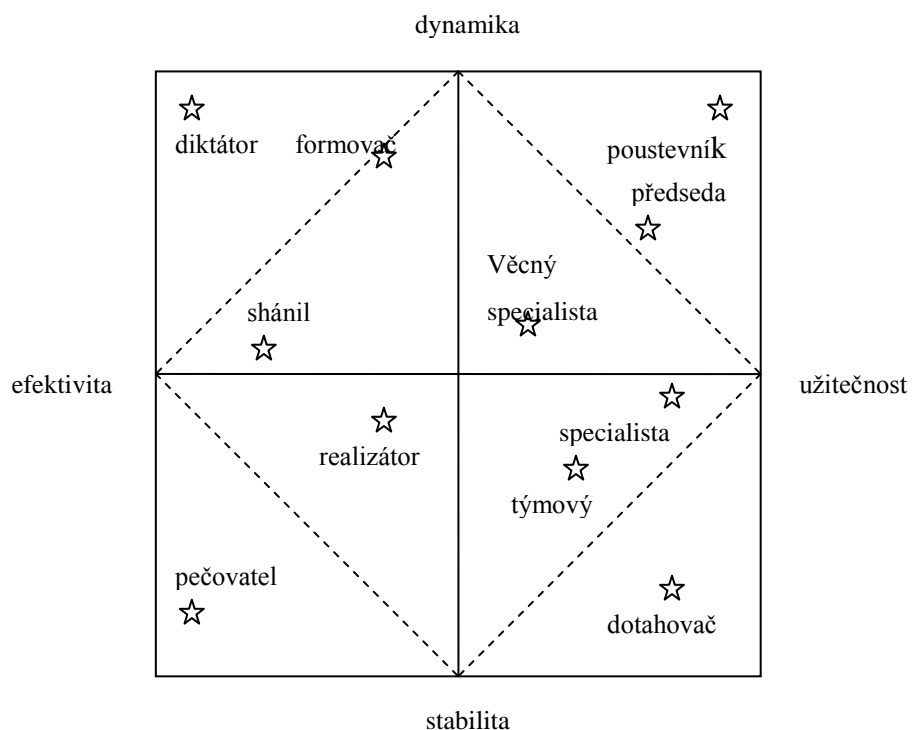 dynamika
diktátor
formovač
poustevník
předseda
Věcný
specialista
shánil
efektivita
užitečnost
specialista
realizátor
týmový
pečovatel
dotahovač
stabilita